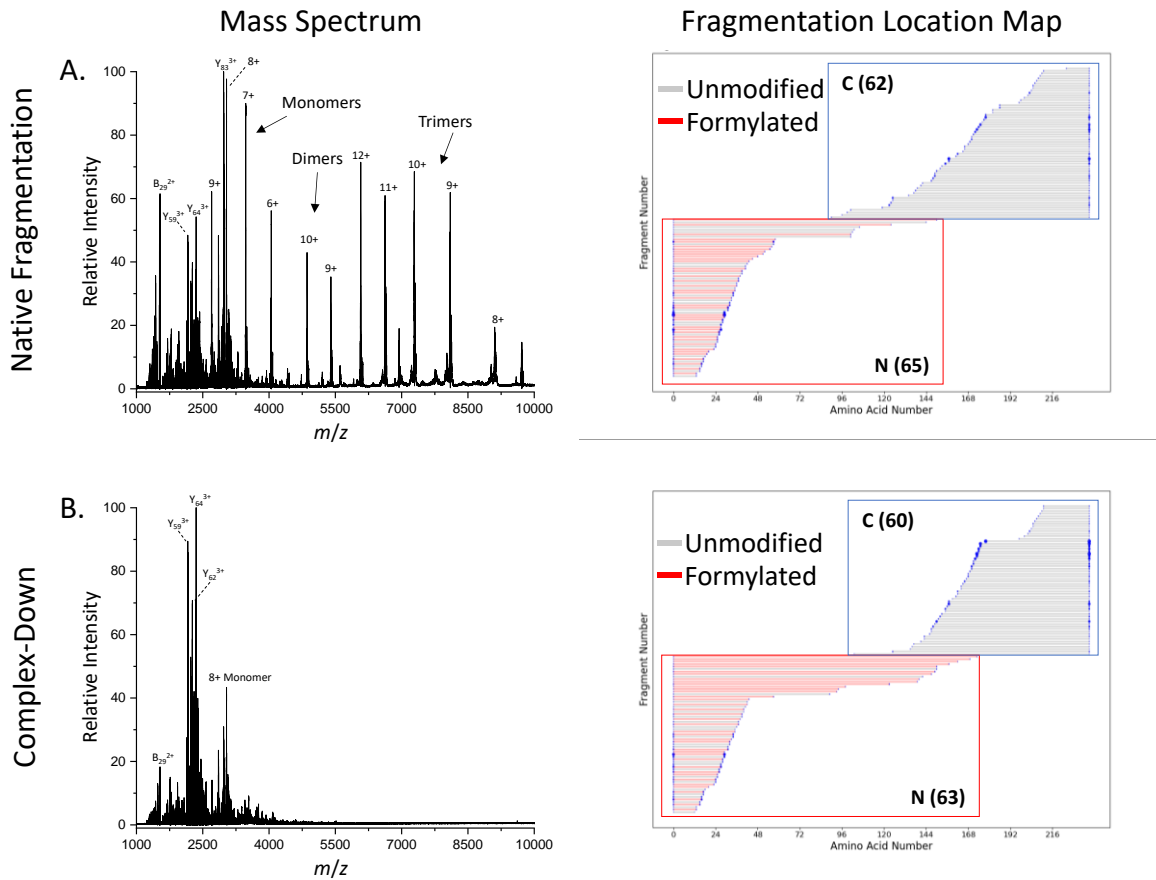 Mass Spectrum
Fragmentation Location Map
Native Fragmentation
A.
Relative Intensity
100
80
60
40
20
0
1000 2500 4000 5500 7000 8500 10000
m/z
B29 2+
Y59 3+
Y64 3+
9+
Y83 3+
8+
7+
Monomers
6+
Dimers
10+
9+
12+
11+
Trimers
10+
9+
8+
Unmodified
Formylated
C (62)
N (65)
Fragment Number
0 24 48 72 96 120 144 168 192 216
Amino Acid Number
Complex-Down
B.
Relative Intensity
100
80
60
40
20
0
1000 2500 4000 5500 7000 8500 10000
m/z
B29 2+
Y59 3+
Y64 3+
Y62 3+
8+ Monomer
Unmodified
Formylated
C (60)
N (63)
Fragment Number
0 24 48 72 96 120 144 168 192 216
Amino Acid Number